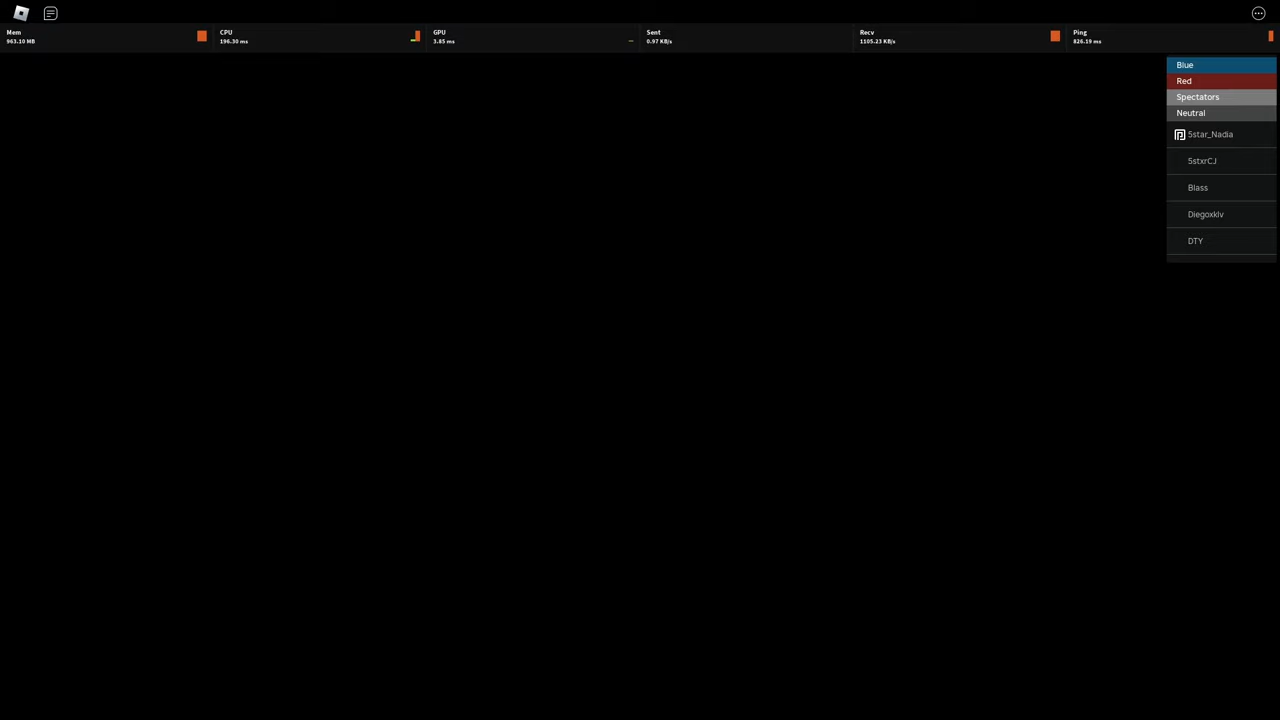 Mem
963.10 MB
CPU
196.30 ms
GPU
3.85 ms
Sent
0.97 KB/s
Recv
1105.23 KB/s
Ping
826.19 ms
Blue
Red
Spectators
Neutral
5star_Nadia
5stxrCJ
Blass
Diegoxklv
DTY